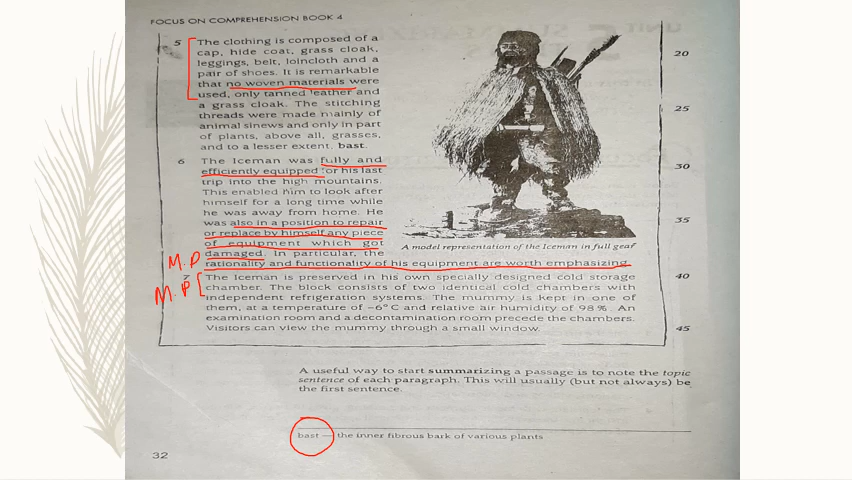 FOCUS ON COMPREHENSION BOOK 4
5 The clothing is composed of a
cap, hide coat, grass cloak,
leggings, belt, loincloth and a
pair of shoes. It is remarkable
that no woven materials were
used, only tanned leather and
a grass cloak. The stitching
threads were made mainly of
animal sinews and only in part
of plants, above all, grasses,
and to a lesser extent, bast.
6 The Iceman was fully and
efficiently equipped for his last
trip into the high mountains.
This enabled him to look after
himself for a long time while
he was away from home. He
was also in a position to repair
or replace by himself any piece
of equipment which got
damaged. In particular, the
M.P rationality and functionality of his equipment are worth emphasizing.
20
25
30
35
A model representation of the Iceman in full gear
7 The Iceman is preserved in his own specially designed cold storage
M.P chamber. The block consists of two identical cold chambers with
independent refrigeration systems. The mummy is kept in one of
them, at a temperature of –6°C and relative air humidity of 98%. An
examination room and a decontamination room precede the chambers.
Visitors can view the mummy through a small window.
40
45
A useful way to start summarizing a passage is to note the topic
sentence of each paragraph. This will usually (but not always) be
the first sentence.
bast — the inner fibrous bark of various plants
32